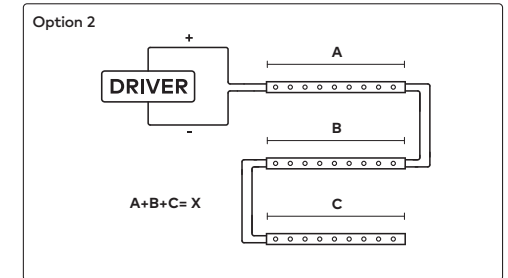 Option 2
+
A
DRIVER
-
B
A+B+C= X
C